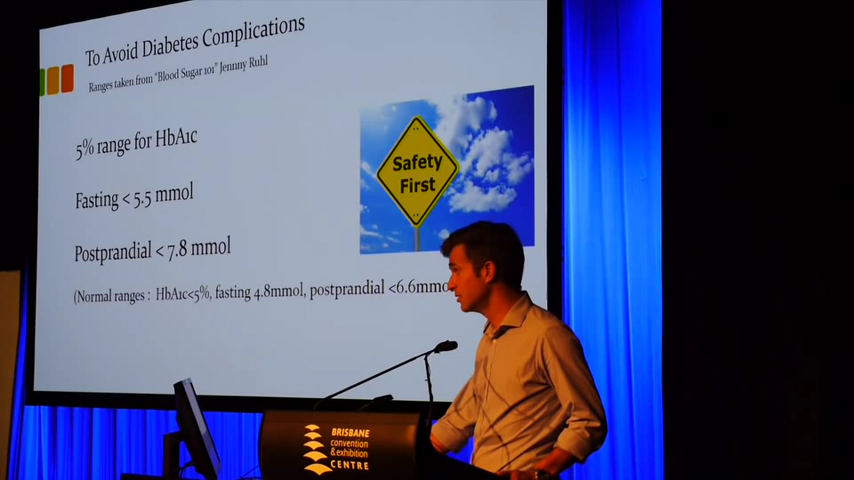 To Avoid Diabetes Complications
Ranges taken from "Blood Sugar 101" Jennny Ruhl
5% range for HbA1c
Fasting < 5.5 mmol
Postprandial < 7.8 mmol
(Normal ranges : HbA1c<5%, fasting 4.8mmol, postprandial <6.6mmo
Safety
First
BRISBANE
convention
& exhibition
CENTRE